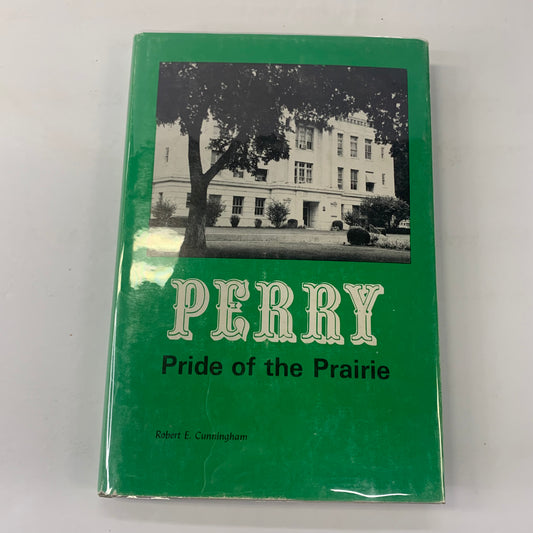 PERRY
Pride of the Prairie
Robert E. Cunningham